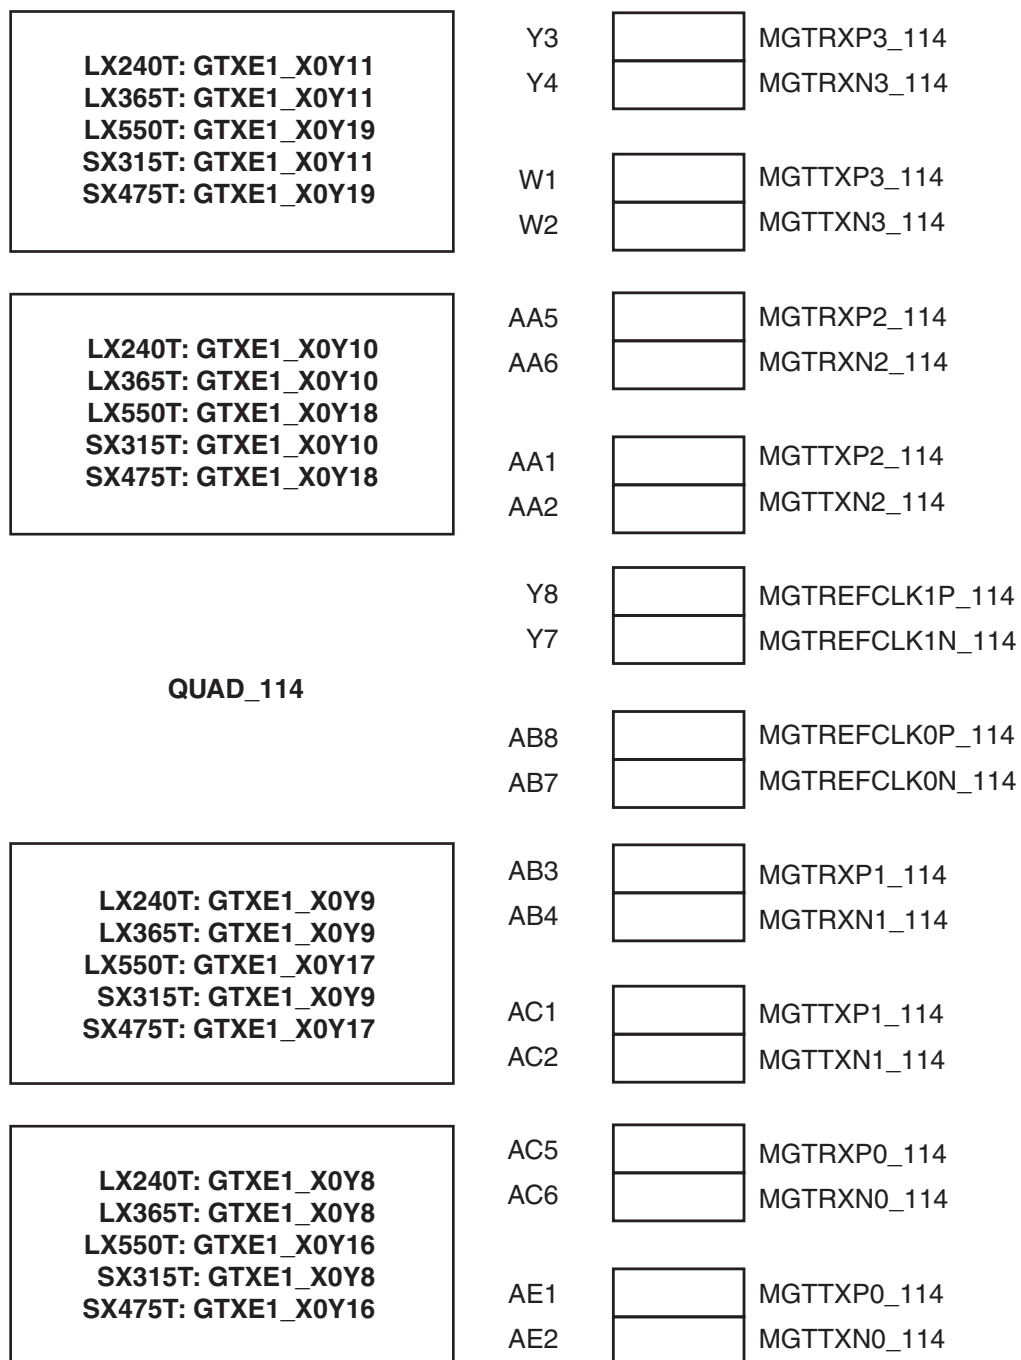 LX240T: GTXE1_X0Y11
LX365T: GTXE1_X0Y11
LX550T: GTXE1_X0Y19
SX315T: GTXE1_X0Y11
SX475T: GTXE1_X0Y19
Y3 MGTRXP3_114
Y4 MGTRXN3_114
W1 MGTTXP3_114
W2 MGTTXN3_114
LX240T: GTXE1_X0Y10
LX365T: GTXE1_X0Y10
LX550T: GTXE1_X0Y18
SX315T: GTXE1_X0Y10
SX475T: GTXE1_X0Y18
AA5 MGTRXP2_114
AA6 MGTRXN2_114
AA1 MGTTXP2_114
AA2 MGTTXN2_114
QUAD_114
Y8 MGTREFCLK1P_114
Y7 MGTREFCLK1N_114
AB8 MGTREFCLK0P_114
AB7 MGTREFCLK0N_114
LX240T: GTXE1_X0Y9
LX365T: GTXE1_X0Y9
LX550T: GTXE1_X0Y17
SX315T: GTXE1_X0Y9
SX475T: GTXE1_X0Y17
AB3 MGTRXP1_114
AB4 MGTRXN1_114
AC1 MGTTXP1_114
AC2 MGTTXN1_114
LX240T: GTXE1_X0Y8
LX365T: GTXE1_X0Y8
LX550T: GTXE1_X0Y16
SX315T: GTXE1_X0Y8
SX475T: GTXE1_X0Y16
AC5 MGTRXP0_114
AC6 MGTRXN0_114
AE1 MGTTXP0_114
AE2 MGTTXN0_114